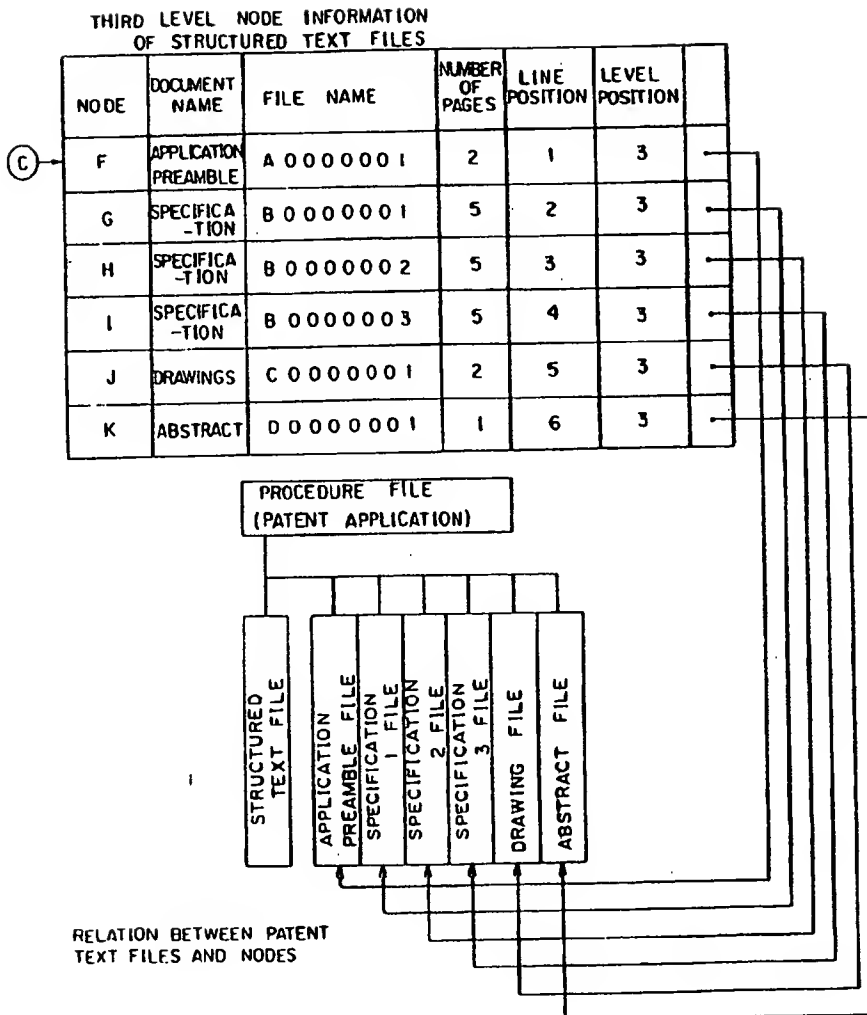 THIRD LEVEL NODE INFORMATION
OF STRUCTURED TEXT FILES
NODE
DOCUMENT
NAME
FILE NAME
NUMBER
OF
PAGES
LINE
POSITION
LEVEL
POSITION
C
F
APPLICATION
PREAMBLE
A 0000001
2
1
3
G
SPECIFICA
-TION
B 0000001
5
2
3
H
SPECIFICA
-TION
B 0000002
5
3
3
I
SPECIFICA
-TION
B 0000003
5
4
3
J
DRAWINGS
C 0000001
2
5
3
K
ABSTRACT
D0000001
1
6
3
PROCEDURE FILE
(PATENT APPLICATION)
STRUCTURED
TEXT FILE
APPLICATION
PREAMBLE FILE
SPECIFICATION
1 FILE
SPECIFICATION
2 FILE
SPECIFICATION
3 FILE
DRAWING FILE
ABSTRACT FILE
RELATION BETWEEN PATENT
TEXT FILES AND NODES